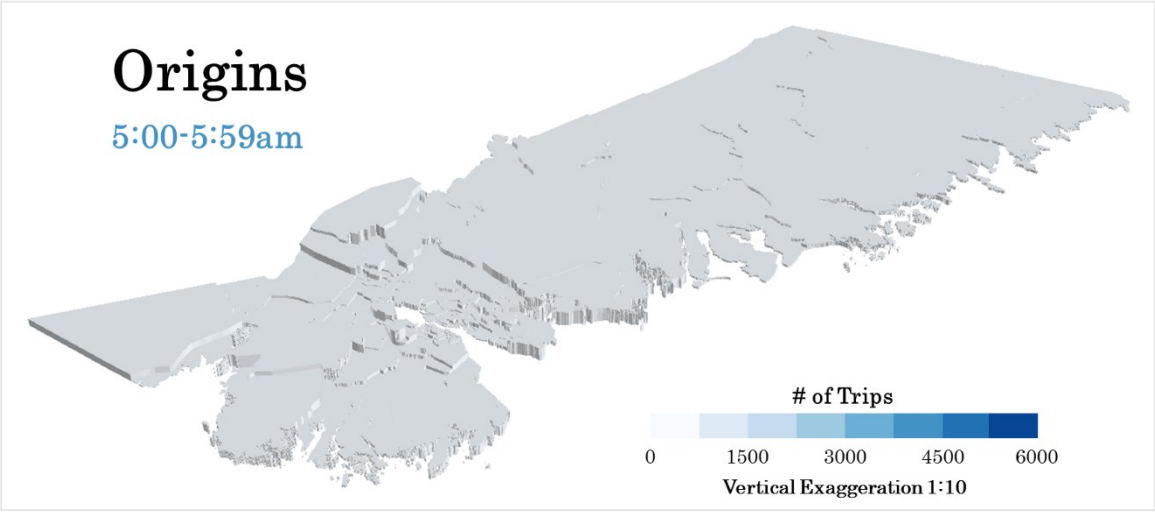 Origins
5:00-5:59am
# of Trips
0 1500 3000 4500 6000
Vertical Exaggeration 1:10